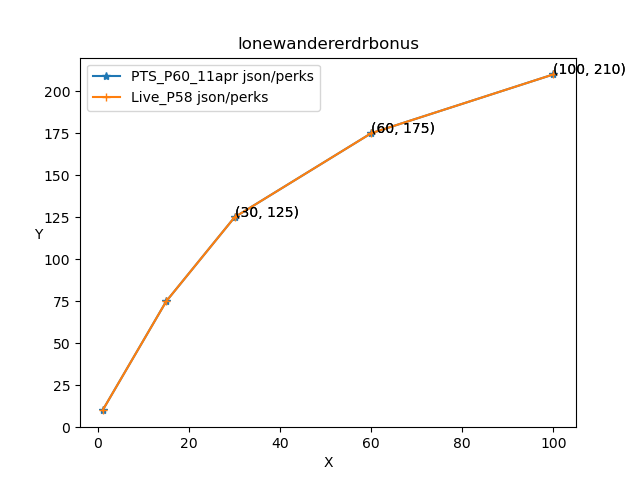 lonewandererdrbonus
PTS_P60_11apr json/perks
Live_P58 json/perks
(100, 210)
(60, 175)
(30, 125)
200
175
150
125
100
75
50
25
0
Y
0 20 40 60 80 100
X